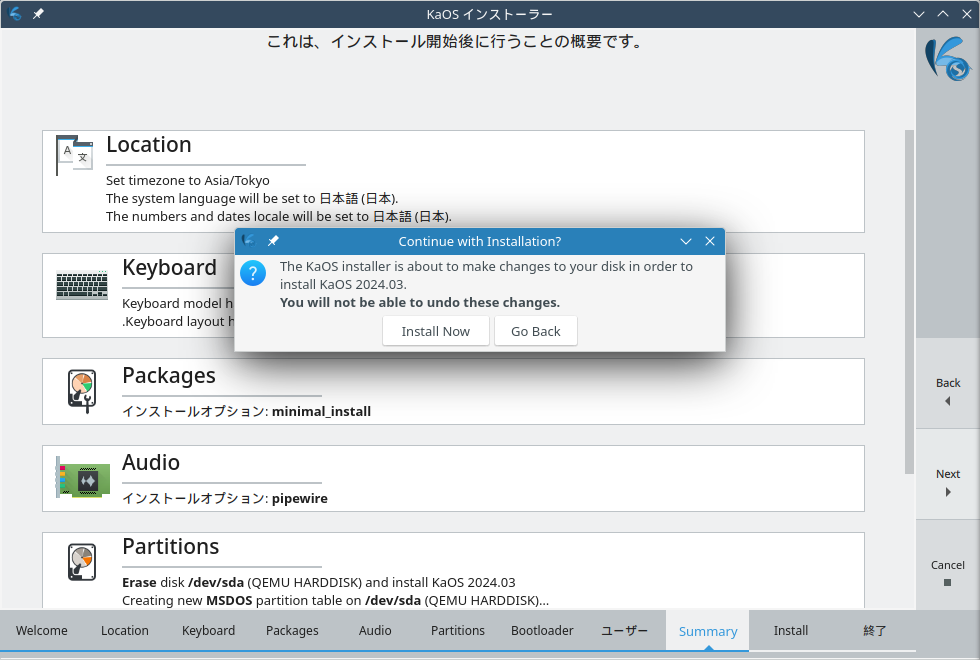 KaOS インストーラー
これは、インストール開始後に行うことの概要です。
Location
Set timezone to Asia/Tokyo
The system language will be set to 日本語 (日本).
The numbers and dates locale will be set to 日本語 (日本).
Keyboard
Keyboard model h
.Keyboard layout h
Continue with Installation?
The KaOS installer is about to make changes to your disk in order to
install KaOS 2024.03.
You will not be able to undo these changes.
Install Now
Go Back
Packages
インストールオプション: minimal_install
Audio
インストールオプション: pipewire
Partitions
Erase disk /dev/sda (QEMU HARDDISK) and install KaOS 2024.03
Creating new MSDOS partition table on /dev/sda (QEMU HARDDISK)...
Back
Next
Cancel
Welcome
Location
Keyboard
Packages
Audio
Partitions
Bootloader
ユーザー
Summary
Install
終了